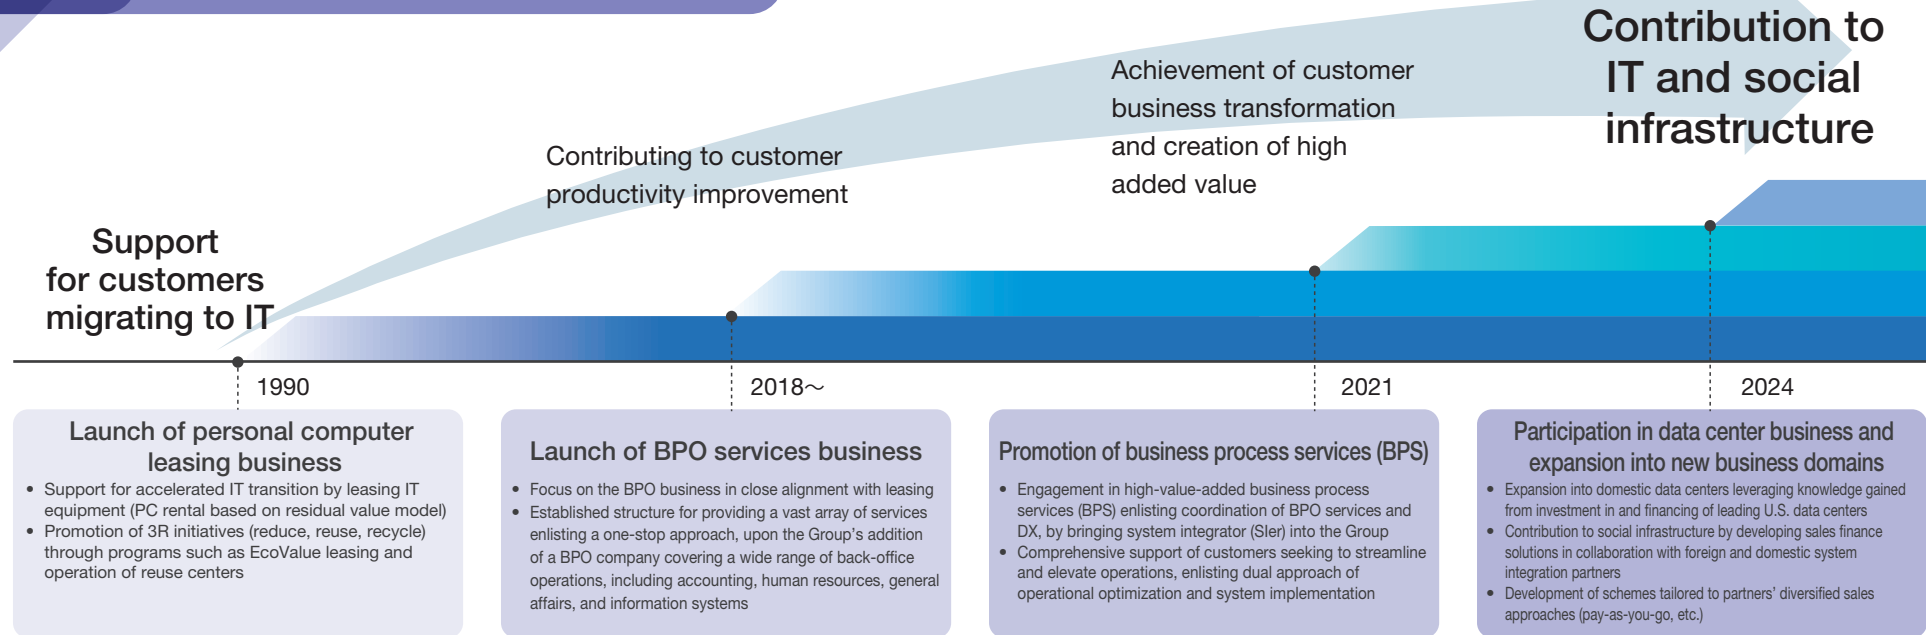 Support
for customers
migrating to IT
Contributing to customer
productivity improvement
Achievement of customer
business transformation
and creation of high
added value
Contribution to
IT and social
infrastructure
1990
Launch of personal computer
leasing business
• Support for accelerated IT transition by leasing IT
equipment (PC rental based on residual value model)
• Promotion of 3R initiatives (reduce, reuse, recycle)
through programs such as EcoValue leasing and
operation of reuse centers
2018～
Launch of BPO services business
• Focus on the BPO business in close alignment with leasing
• Established structure for providing a vast array of services
enlisting a one-stop approach, upon the Group's addition
of a BPO company covering a wide range of back-office
operations, including accounting, human resources, general
affairs, and information systems
2021
Promotion of business process services (BPS)
• Engagement in high-value-added business process
services (BPS) enlisting coordination of BPO services and
DX, by bringing system integrator (SIer) into the Group
• Comprehensive support of customers seeking to streamline
and elevate operations, enlisting dual approach of
operational optimization and system implementation
2024
Participation in data center business and
expansion into new business domains
• Expansion into domestic data centers leveraging knowledge gained
from investment in and financing of leading U.S. data centers
• Contribution to social infrastructure by developing sales finance
solutions in collaboration with foreign and domestic system
integration partners
• Development of schemes tailored to partners' diversified sales
approaches (pay-as-you-go, etc.)